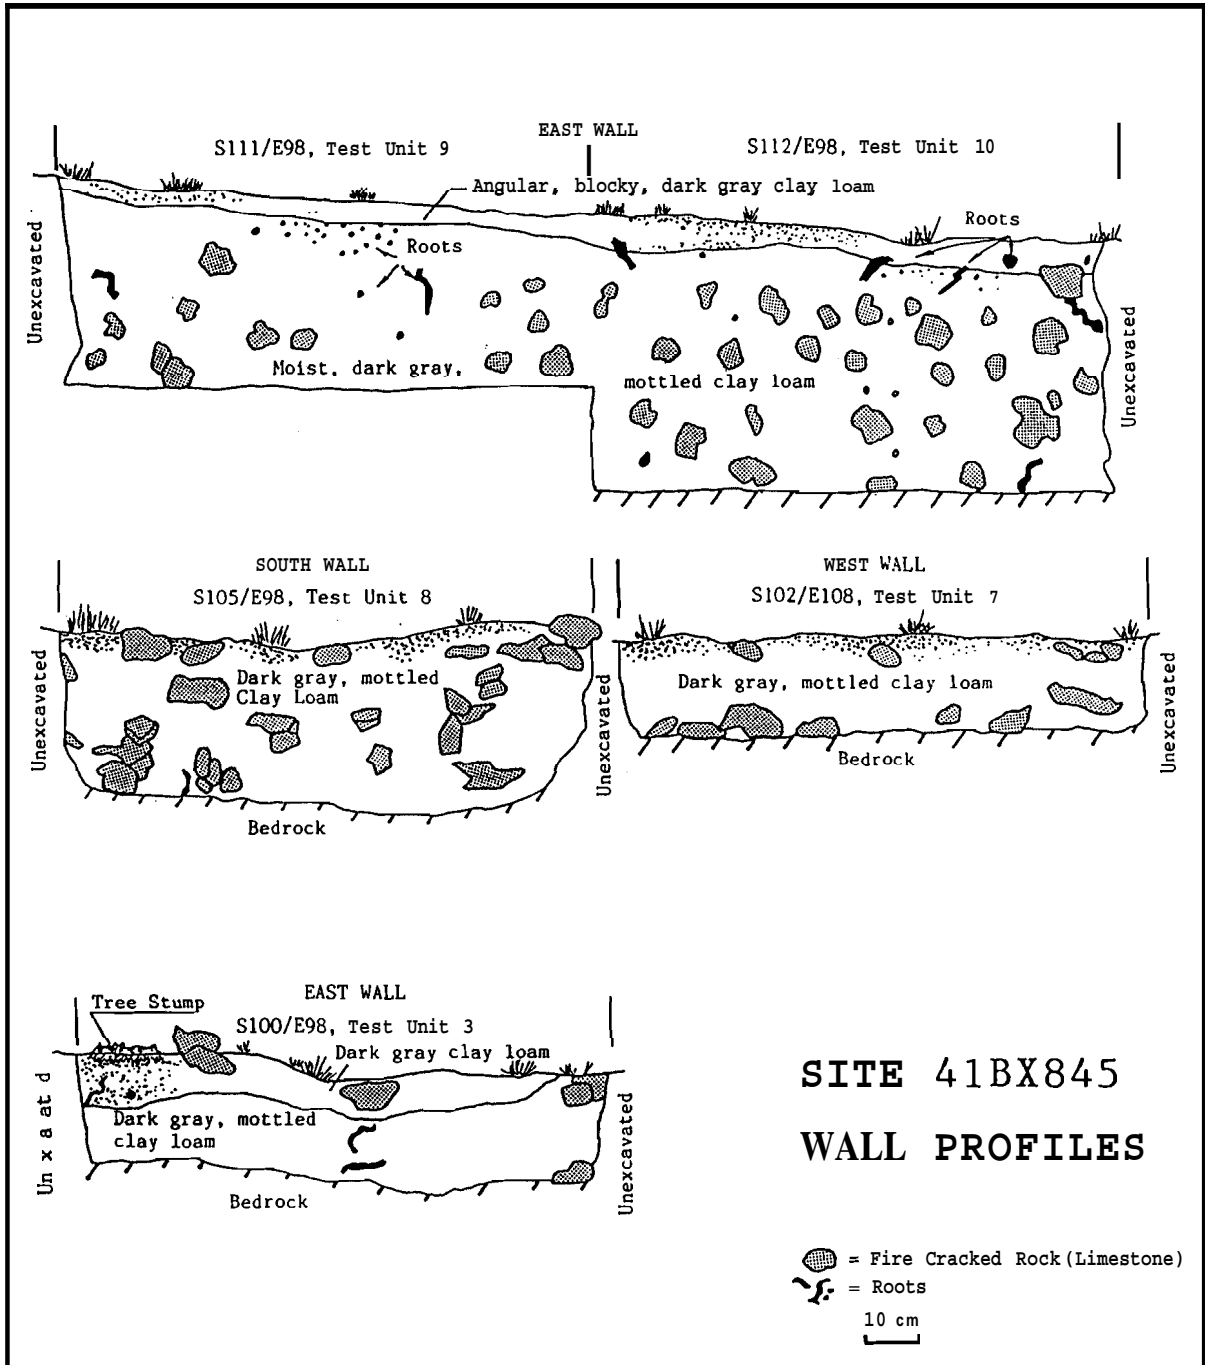 EAST WALL
S111/E98, Test Unit 9
S112/E98, Test Unit 10
Angular, blocky, dark gray clay loam
Roots
Roots
Unexcavated
Unexcavated
Moist. dark gray,
mottled clay loam
SOUTH WALL
S105/E98, Test Unit 8
Unexcavated
Dark gray, mottled
Clay Loam
Unexcavated
Bedrock
WEST WALL
S102/E108, Test Unit 7
Dark gray, mottled clay loam
Unexcavated
Bedrock
EAST WALL
Tree Stump
S100/E98, Test Unit 3
Dark gray clay loam
Un x a at d
Dark gray, mottled
clay loam
Unexcavated
Bedrock
SITE 41BX845
WALL PROFILES
= Fire Cracked Rock (Limestone)
= Roots
10 cm